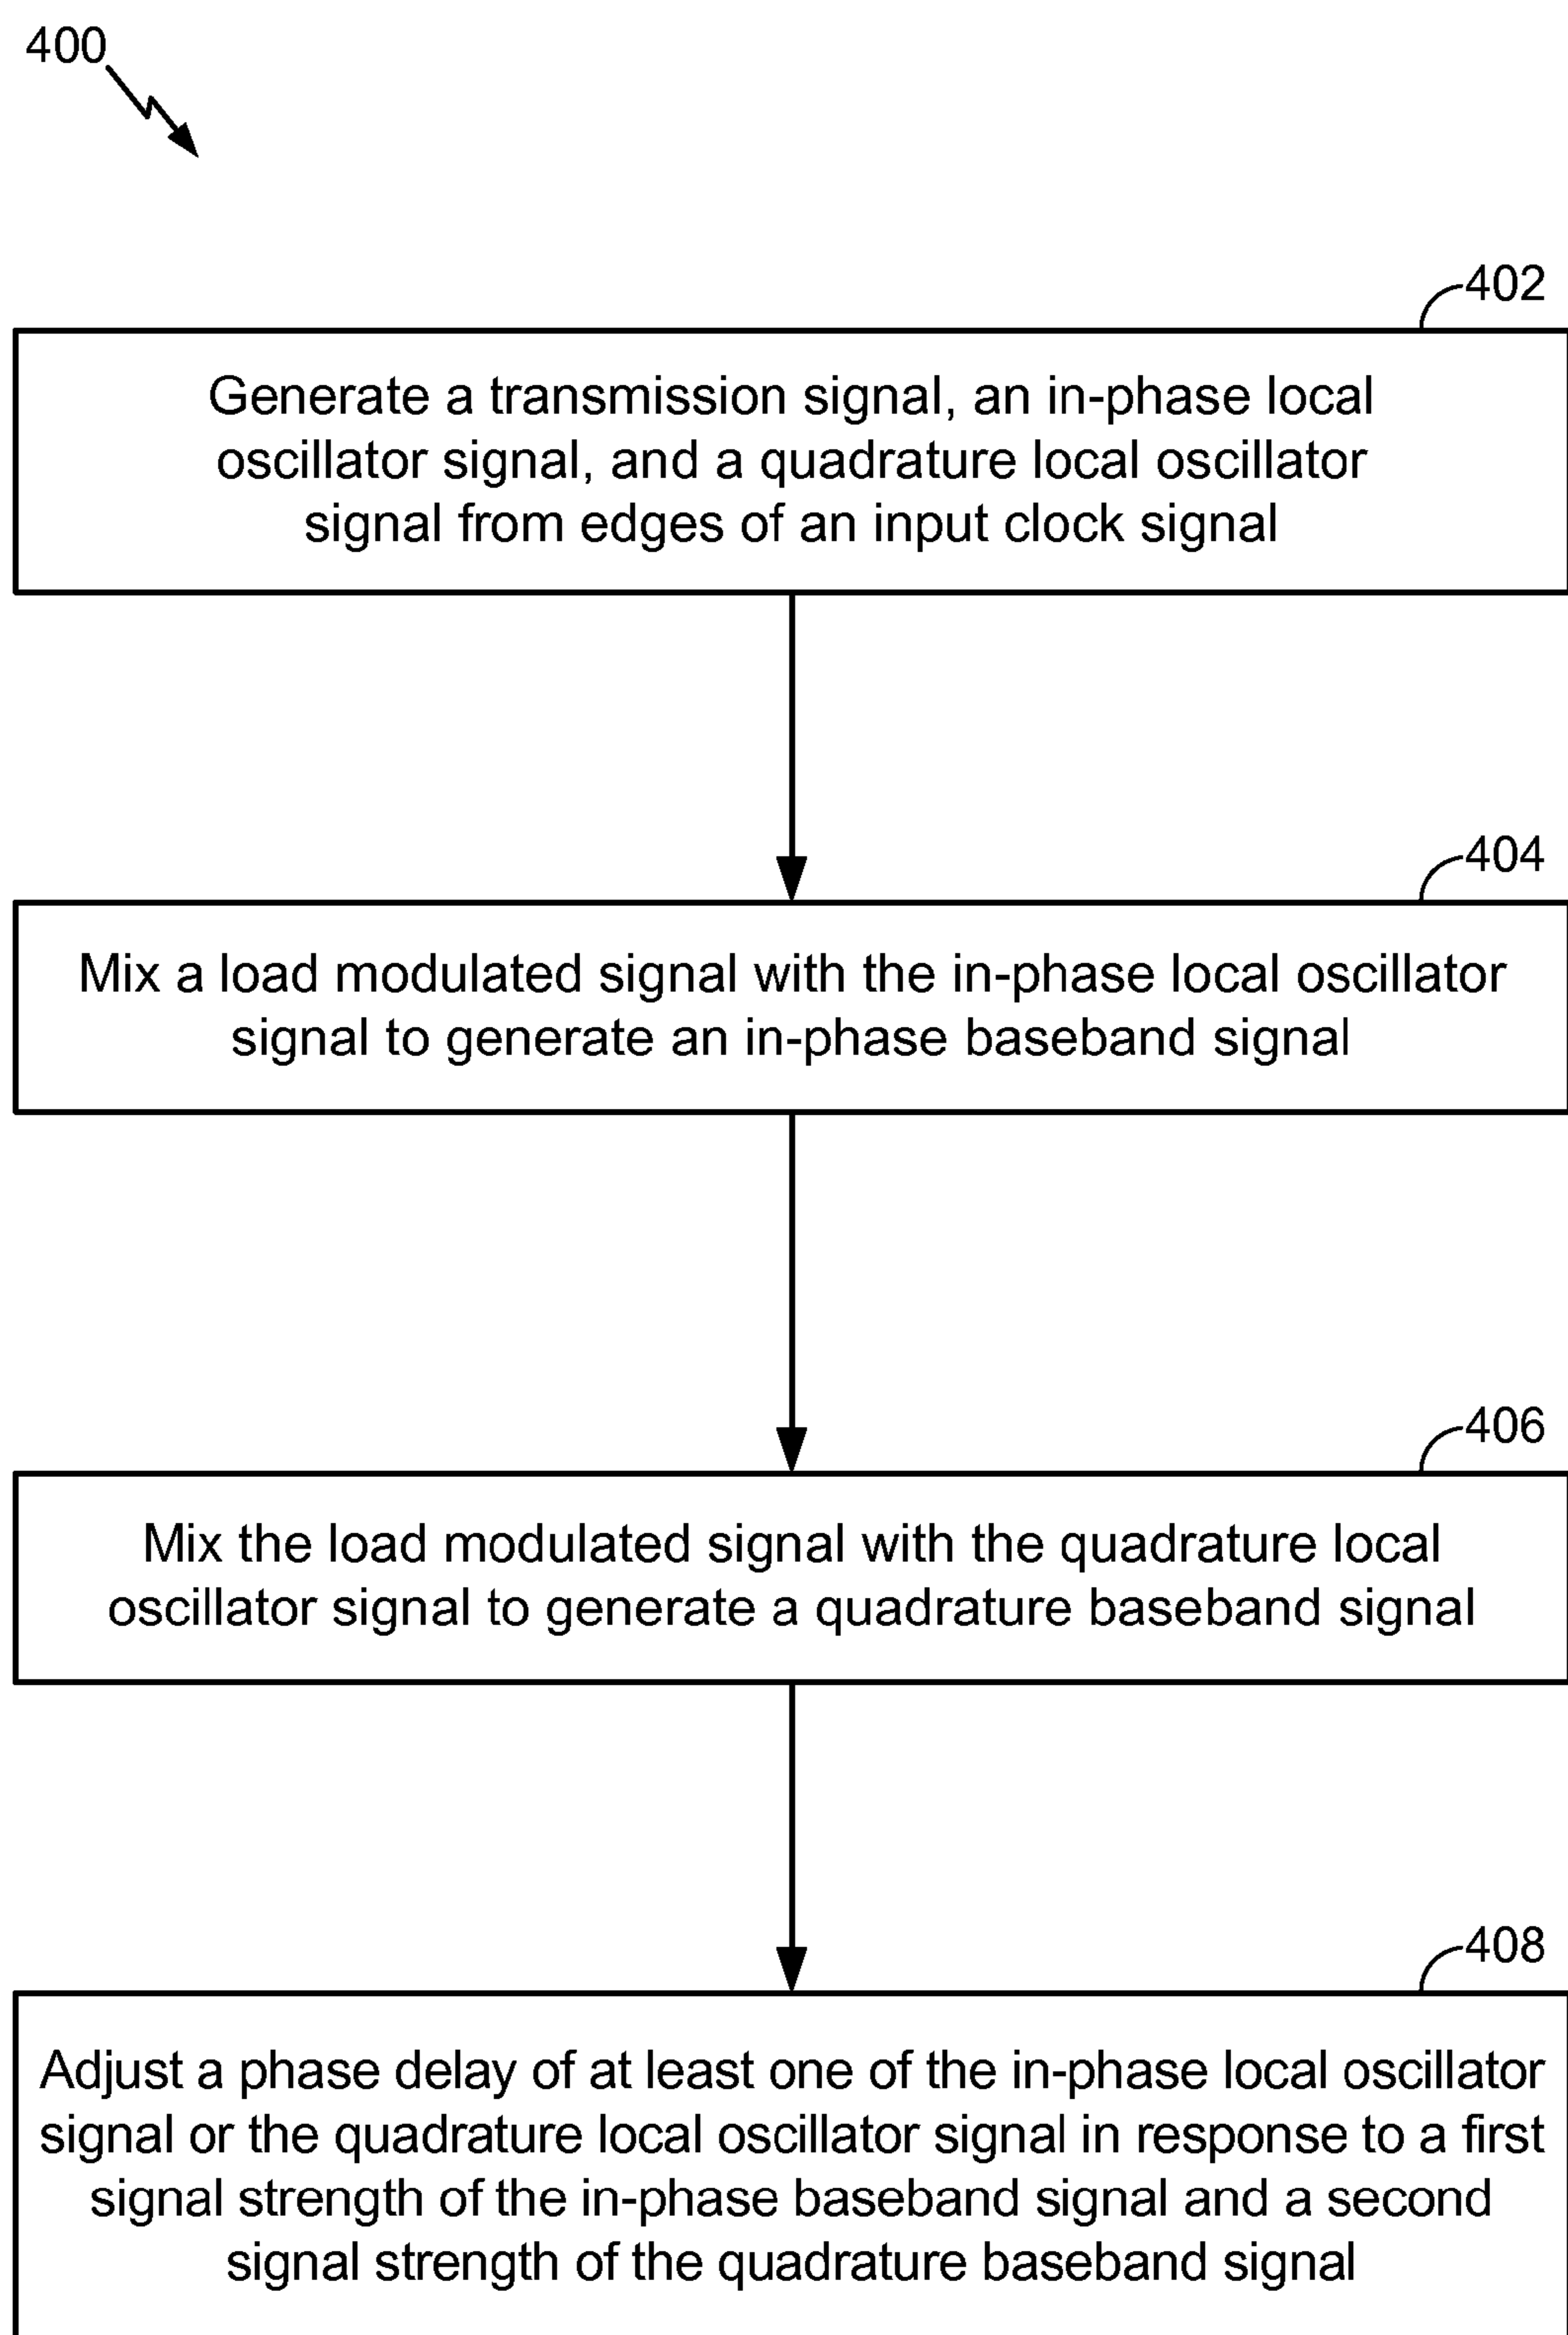 400
402
Generate a transmission signal, an in-phase local
oscillator signal, and a quadrature local oscillator
signal from edges of an input clock signal
404
Mix a load modulated signal with the in-phase local oscillator
signal to generate an in-phase baseband signal
406
Mix the load modulated signal with the quadrature local
oscillator signal to generate a quadrature baseband signal
408
Adjust a phase delay of at least one of the in-phase local oscillator
signal or the quadrature local oscillator signal in response to a first
signal strength of the in-phase baseband signal and a second
signal strength of the quadrature baseband signal